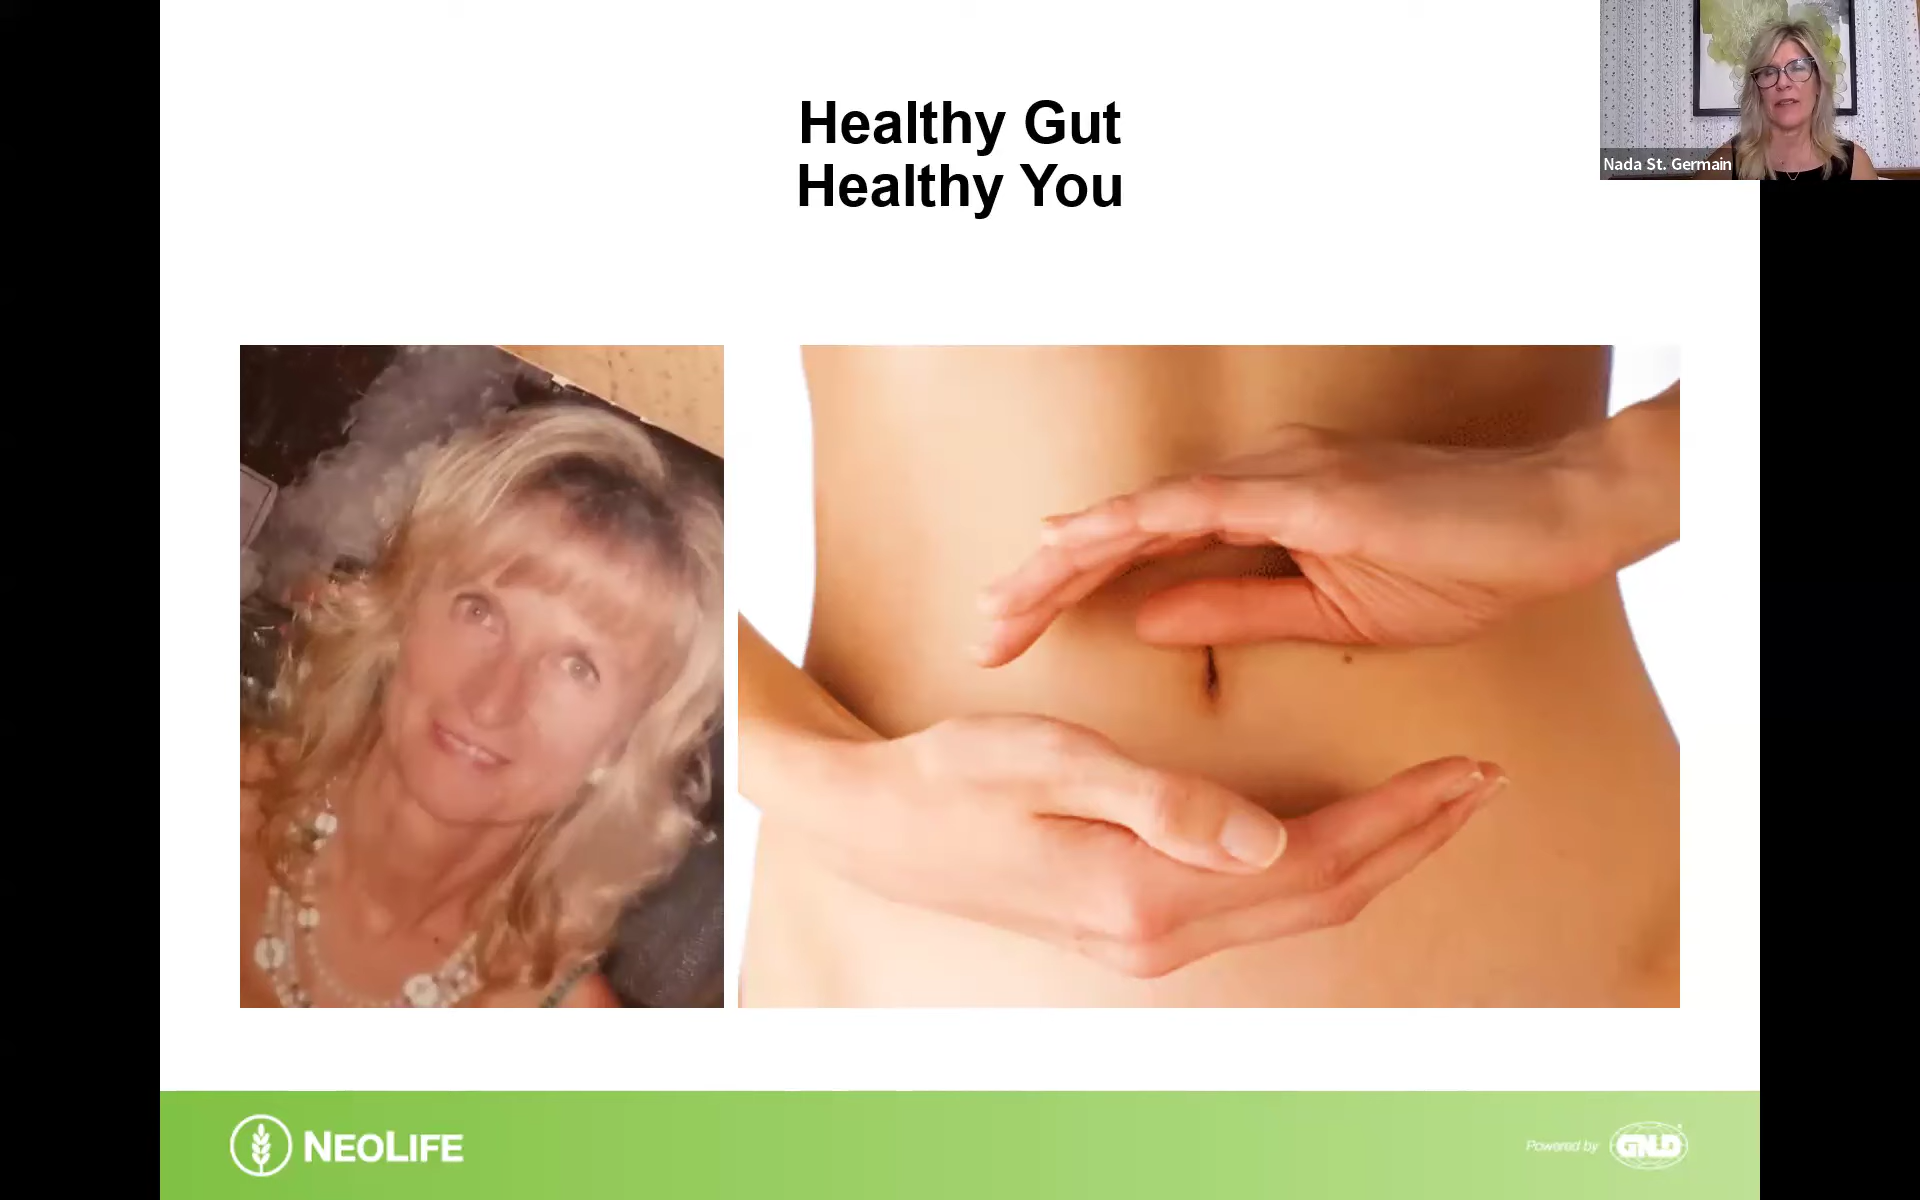 Healthy Gut
Healthy You
Nada St. Germain
NEOLIFE
Powered by GNLD